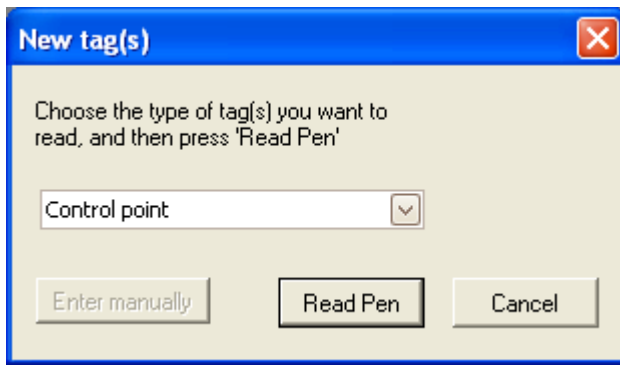 New tag(s)
Choose the type of tag(s) you want to
read, and then press 'Read Pen'
Control point
Enter manually
Read Pen
Cancel